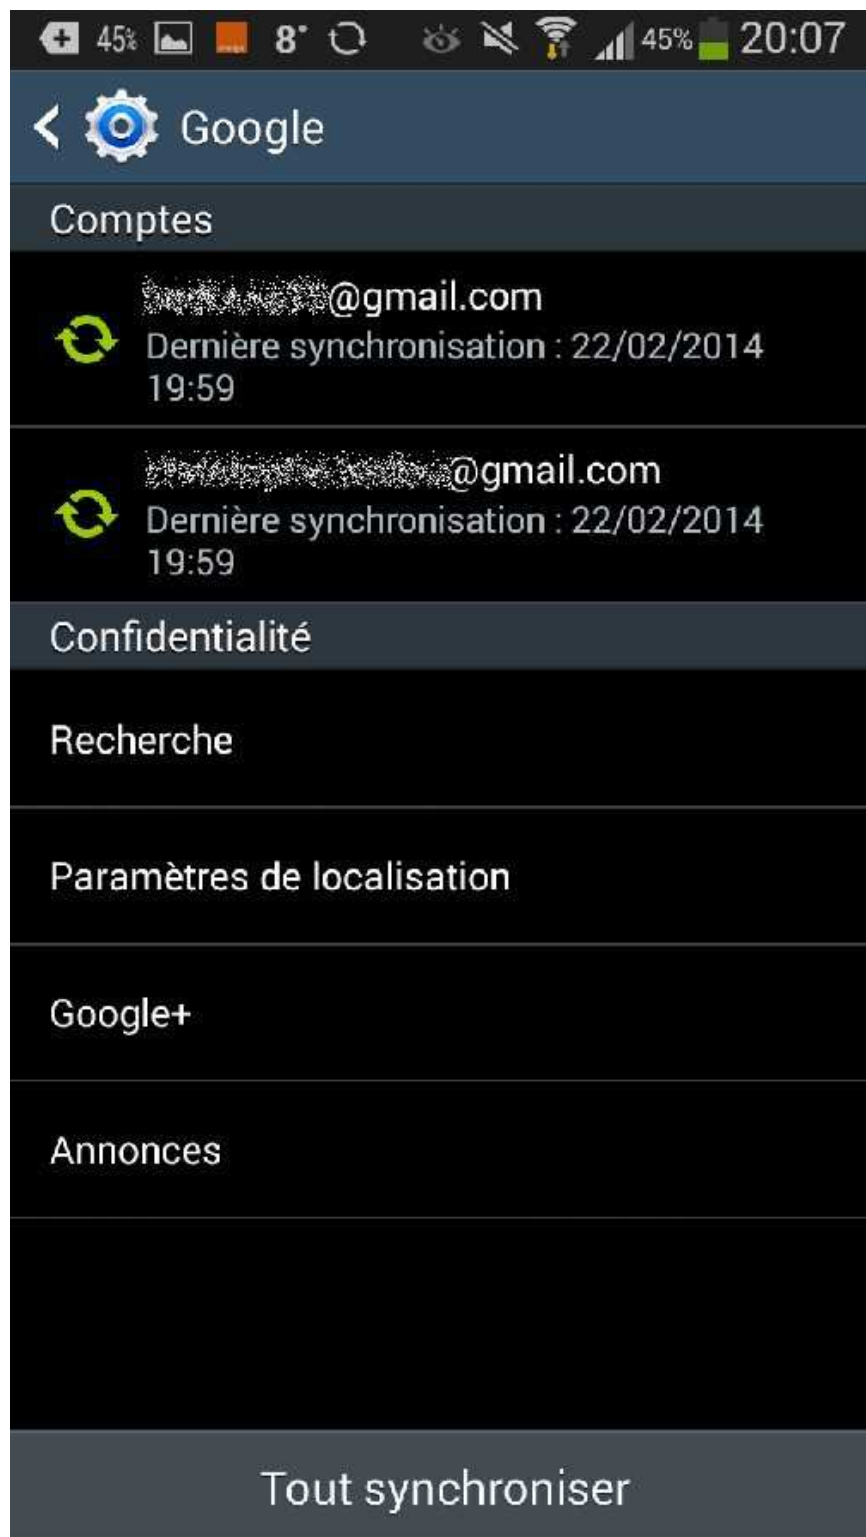 45% 8° 45% 20:07
Google
Comptes
@gmail.com
Dernière synchronisation : 22/02/2014
19:59
@gmail.com
Dernière synchronisation : 22/02/2014
19:59
Confidentialité
Recherche
Paramètres de localisation
Google+
Annonces
Tout synchroniser